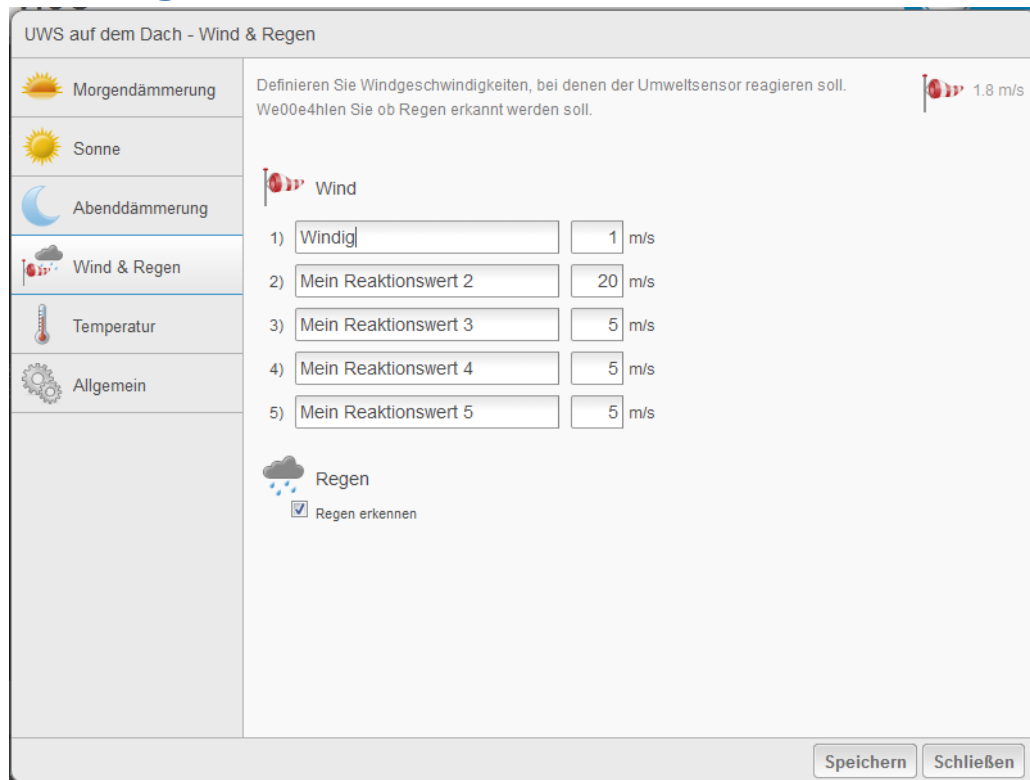 UWS auf dem Dach - Wind & Regen
Morgendämmerung
Sonne
Abenddämmerung
Wind & Regen
Temperatur
Allgemein
Definieren Sie Windgeschwindigkeiten, bei denen der Umweltsensor reagieren soll.
We00e4hlen Sie ob Regen erkannt werden soll.
1.8 m/s
Wind
1) Windig 1 m/s
2) Mein Reaktionswert 2 20 m/s
3) Mein Reaktionswert 3 5 m/s
4) Mein Reaktionswert 4 5 m/s
5) Mein Reaktionswert 5 5 m/s
Regen
Regen erkennen
Speichern Schließen